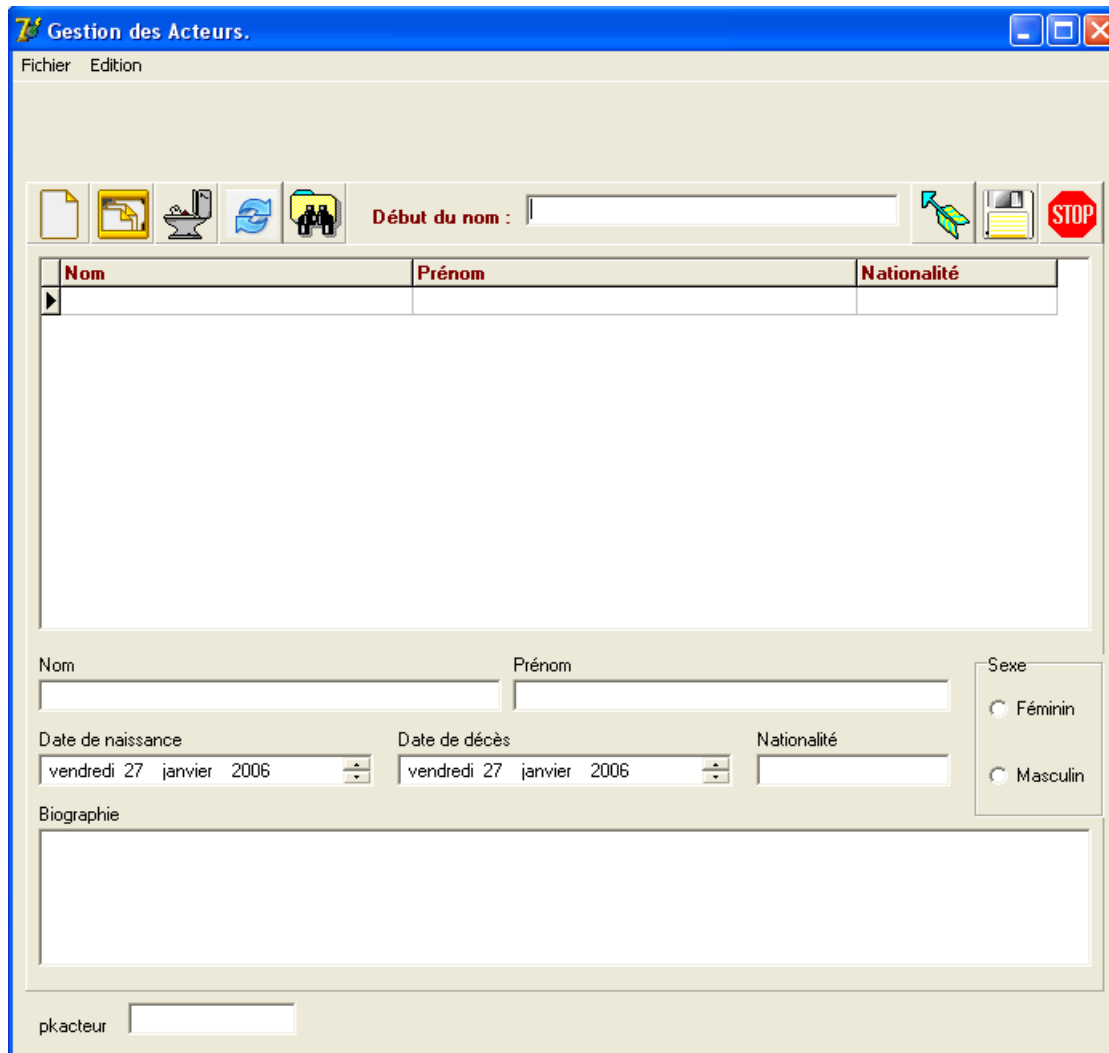 Gestion des Acteurs.
Fichier Edition
Début du nom :
STOP
Nom Prénom Nationalité
Nom Prénom Sexe
Féminin
Date de naissance Date de décès Nationalité
vendredi 27 janvier 2006 vendredi 27 janvier 2006
Masculin
Biographie
pkacteur